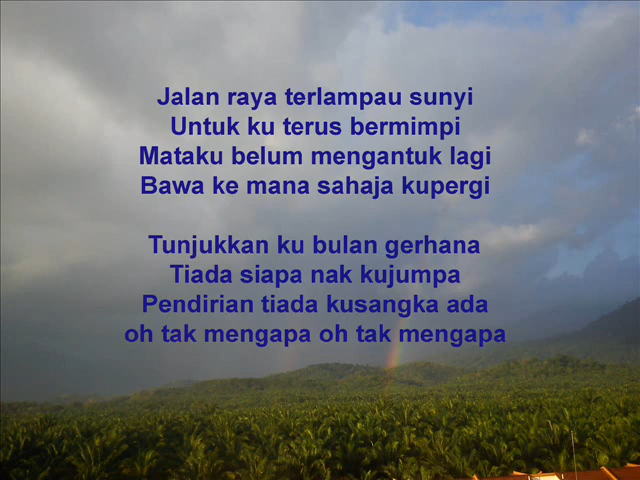 Jalan raya terlampau sunyi
Untuk ku terus bermimpi
Mataku belum mengantuk lagi
Bawa ke mana sahaja kupergi
Tunjukkan ku bulan gerhana
Tiada siapa nak kujumpa
Pendirian tiada kusangka ada
oh tak mengapa oh tak mengapa